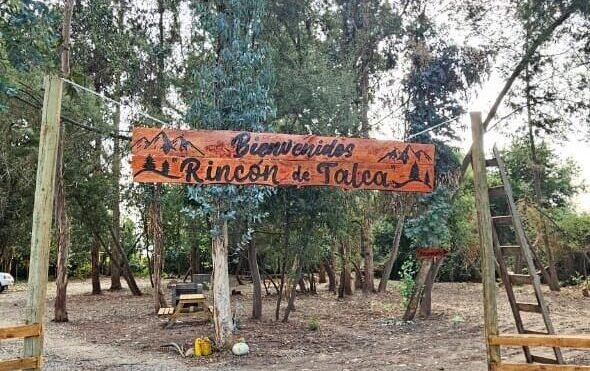 Bienvenidos
Rincón de Talca